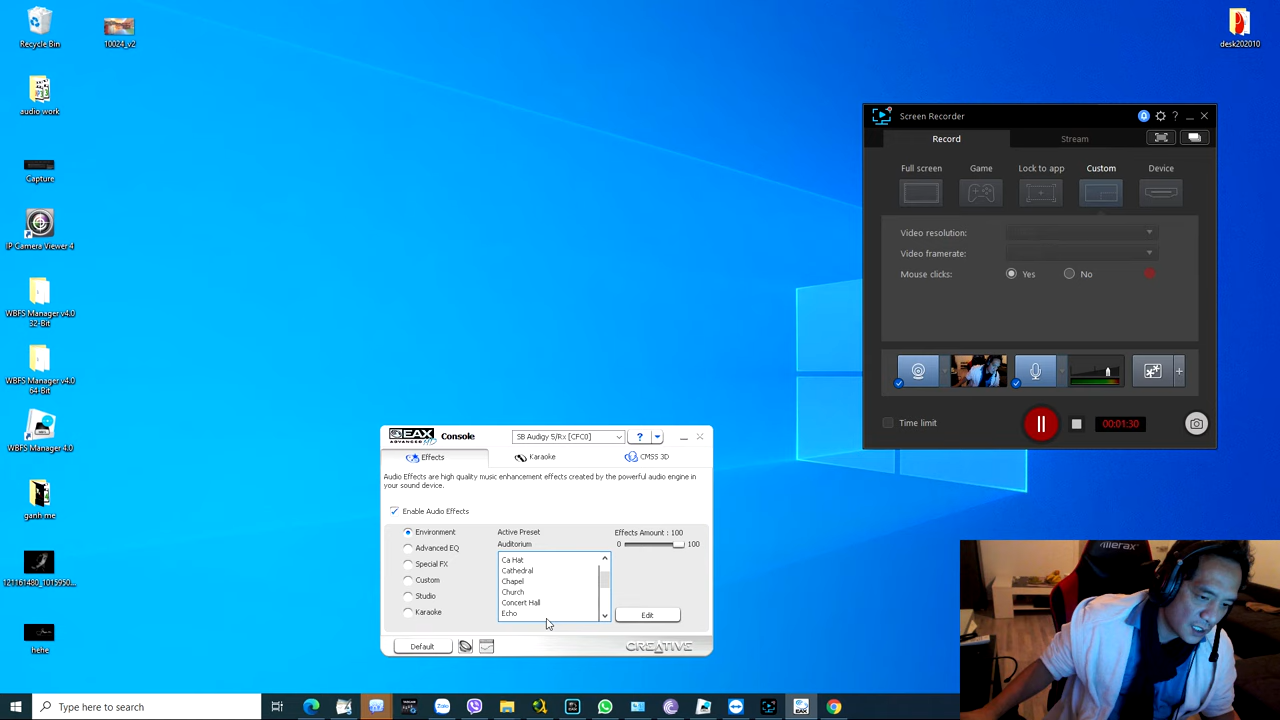 Recycle Bin
10024_v2
desk202010
audio work
Capture
IP Camera Viewer 4
WBFS Manager v4.0
32-Bit
WBFS Manager v4.0
64-Bit
WBFS Manager 4.0
ganh me
121161480_1015950...
hehe
Screen Recorder
?
Record
Stream
Full screen
Game
Lock to app
Custom
Device
Video resolution:
Video framerate:
Mouse clicks:
Yes
No
Time limit
00:01:30
EAX
ADVANCED HD
Console
SB Audigy 5/Rx [CFC0]
?
Effects
Karaoke
CMSS 3D
Audio Effects are high quality music enhancement effects created by the powerful audio engine in
your sound device.
Enable Audio Effects
Environment
Advanced EQ
Special FX
Custom
Studio
Karaoke
Active Preset
Auditorium
Ca Hat
Cathedral
Chapel
Church
Concert Hall
Echo
Effects Amount : 100
0
100
Edit
Default
CREATIVE
Type here to search
Zalo
EAX